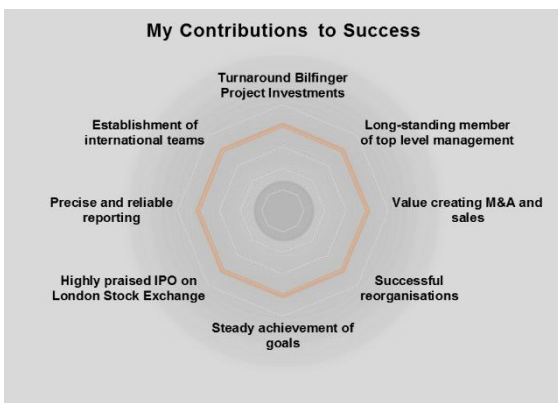 My Contributions to Success
Turnaround Bilfinger
Project Investments
Establishment of
international teams
Long-standing member
of top level management
Precise and reliable
reporting
Value creating M&A and
sales
Highly praised IPO on
London Stock Exchange
Successful
reorganisations
Steady achievement of
goals